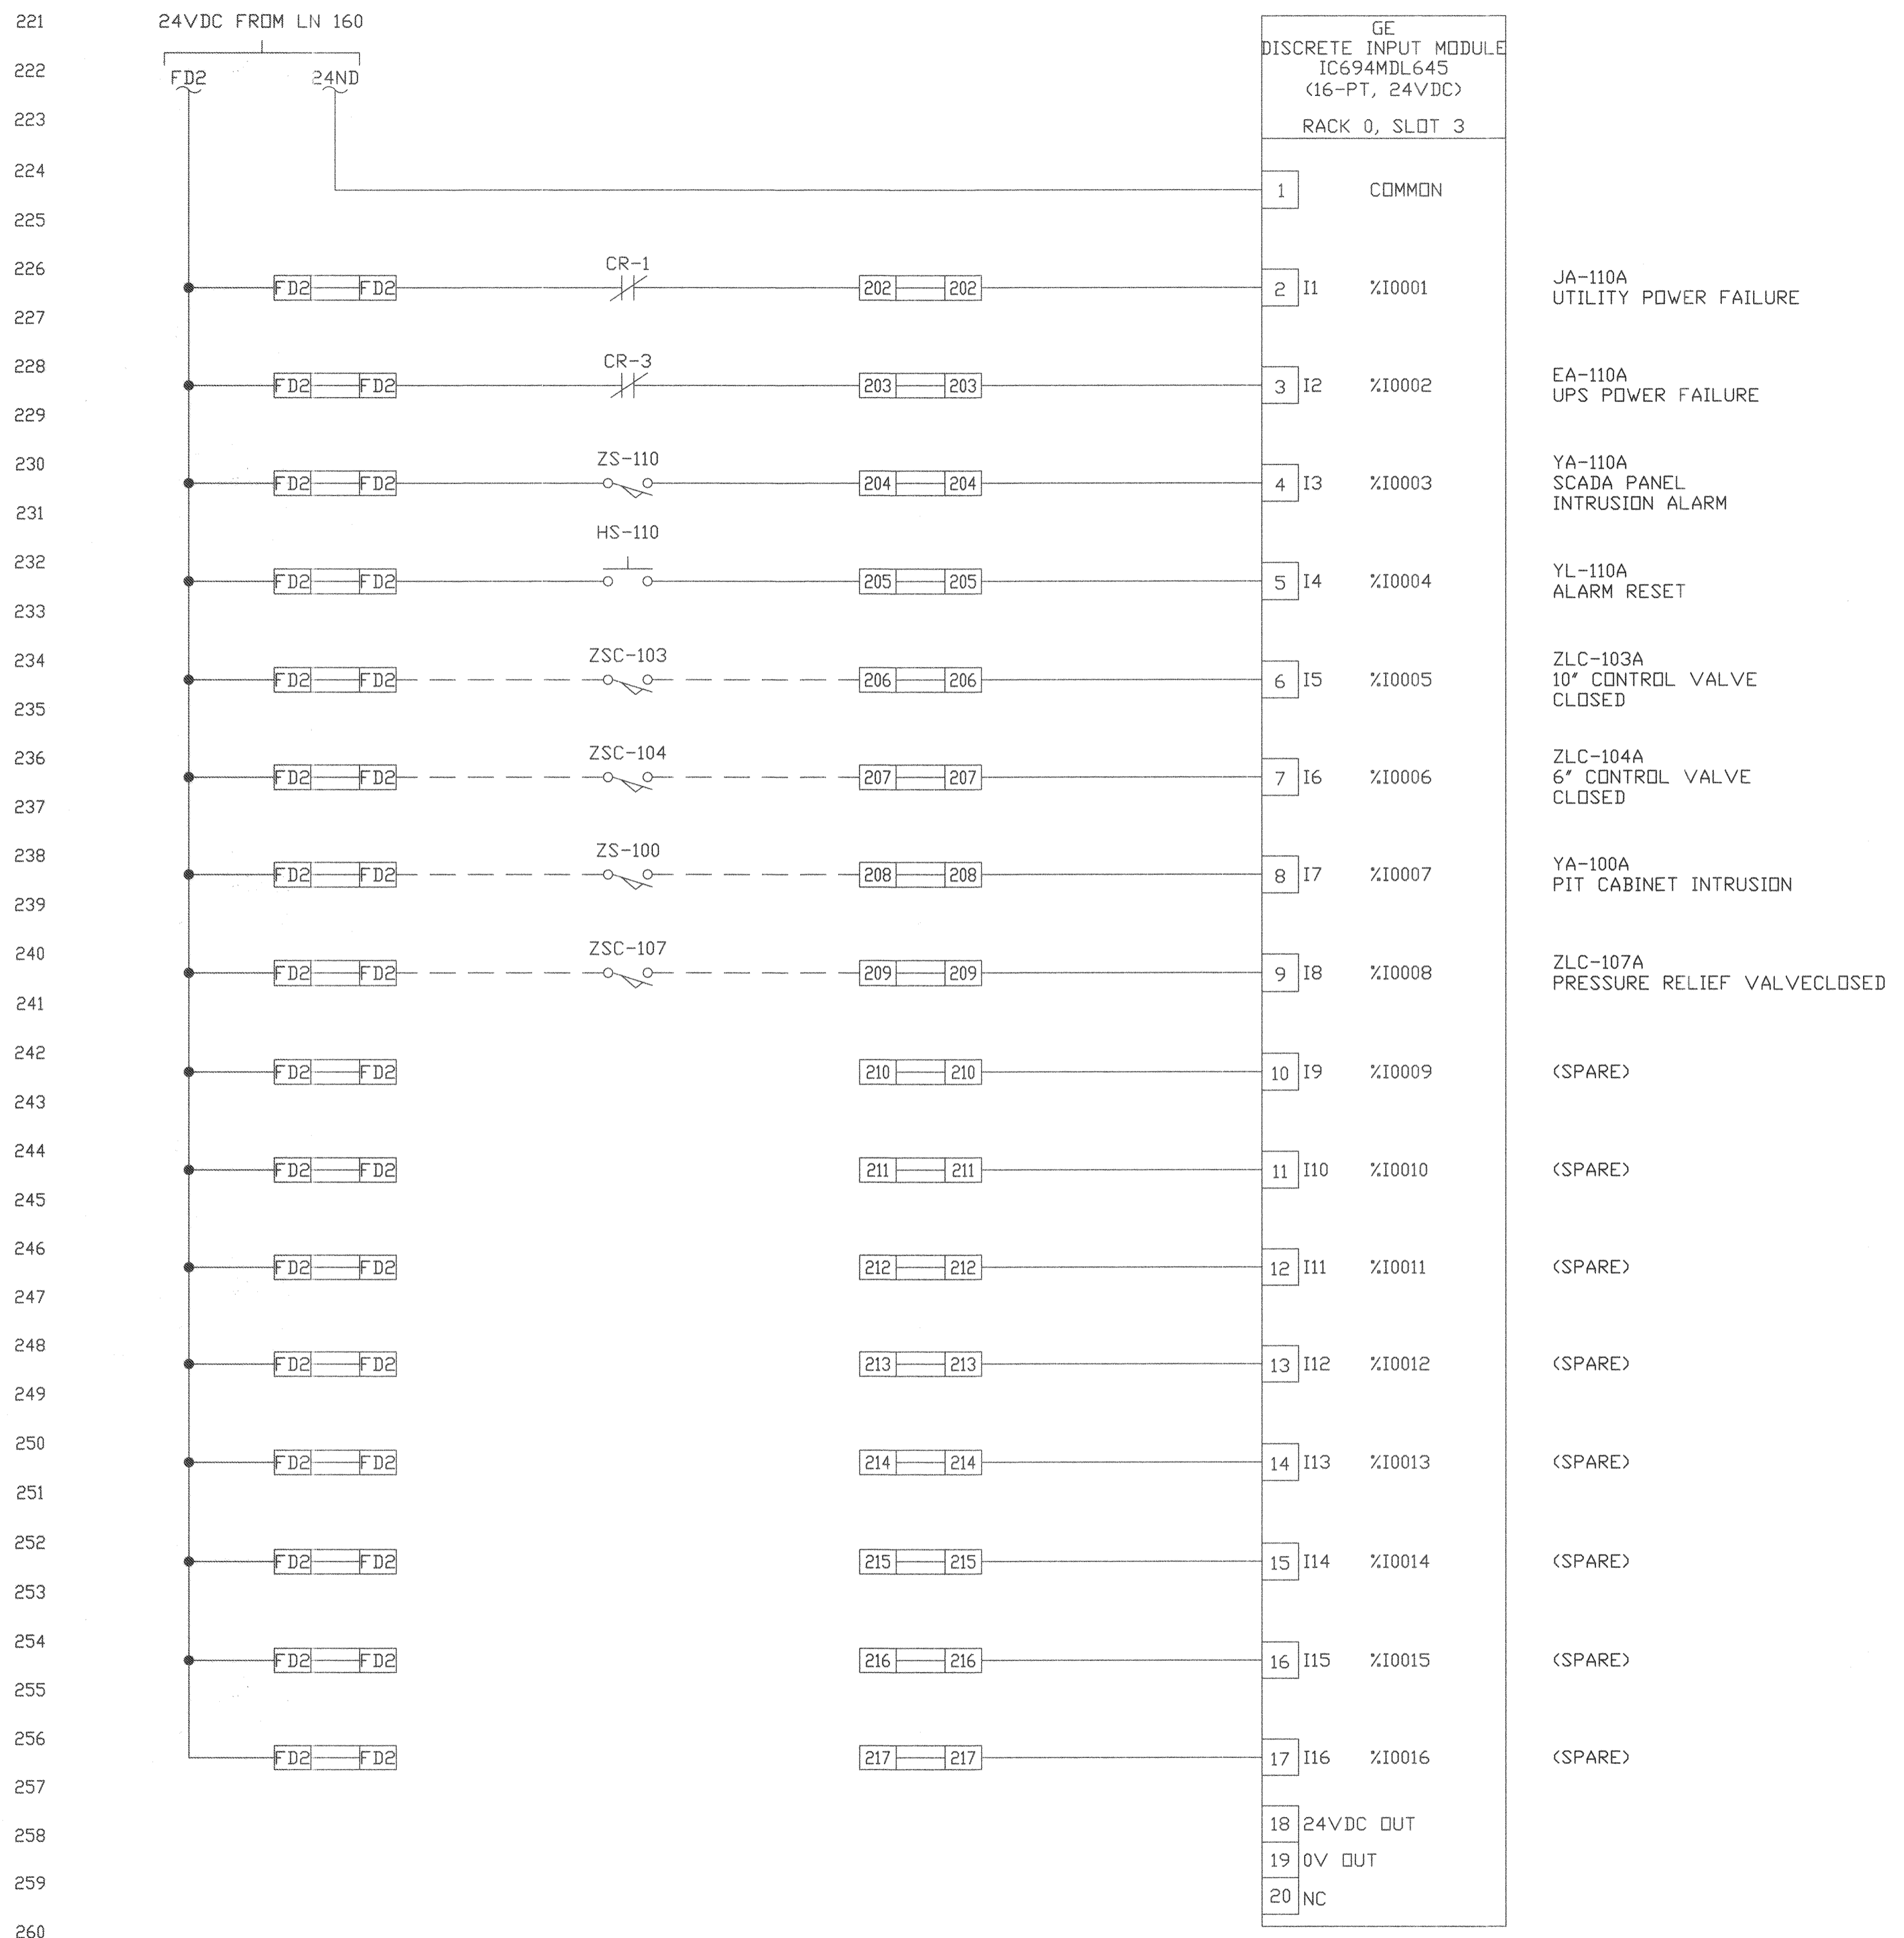 221
24VDC FROM LN 160
GE
DISCRETE INPUT MODULE
222
FD2
24ND
IC694MDL645
(16-PT, 24VDC)
223
RACK 0, SLOT 3
224
1
COMMON
225
226
CR-1
JA-110A
FD2
FD2
202
202
2
I1
%I0001
UTILITY POWER FAILURE
227
228
CR-3
EA-110A
FD2
FD2
203
203
3
I2
%I0002
UPS POWER FAILURE
229
230
ZS-110
YA-110A
FD2
FD2
204
204
4
I3
%I0003
SCADA PANEL
INTRUSION ALARM
231
HS-110
232
YL-110A
FD2
FD2
205
205
5
I4
%I0004
ALARM RESET
233
234
ZSC-103
ZLC-103A
FD2
FD2
206
206
6
I5
%I0005
10" CONTROL VALVE
CLOSED
235
236
ZSC-104
ZLC-104A
FD2
FD2
207
207
7
I6
%I0006
6" CONTROL VALVE
CLOSED
237
238
ZS-100
YA-100A
FD2
FD2
208
208
8
I7
%I0007
PIT CABINET INTRUSION
239
240
ZSC-107
ZLC-107A
FD2
FD2
209
209
9
I8
%I0008
PRESSURE RELIEF VALVECLOSED
241
242
FD2
FD2
210
210
10
I9
%I0009
(SPARE)
243
244
FD2
FD2
211
211
11
I10
%I0010
(SPARE)
245
246
FD2
FD2
212
212
12
I11
%I0011
(SPARE)
247
248
FD2
FD2
213
213
13
I12
%I0012
(SPARE)
249
250
FD2
FD2
214
214
14
I13
%I0013
(SPARE)
251
252
FD2
FD2
215
215
15
I14
%I0014
(SPARE)
253
254
FD2
FD2
216
216
16
I15
%I0015
(SPARE)
255
256
FD2
FD2
217
217
17
I16
%I0016
(SPARE)
257
18
24VDC OUT
258
19
0V OUT
259
20
NC
260